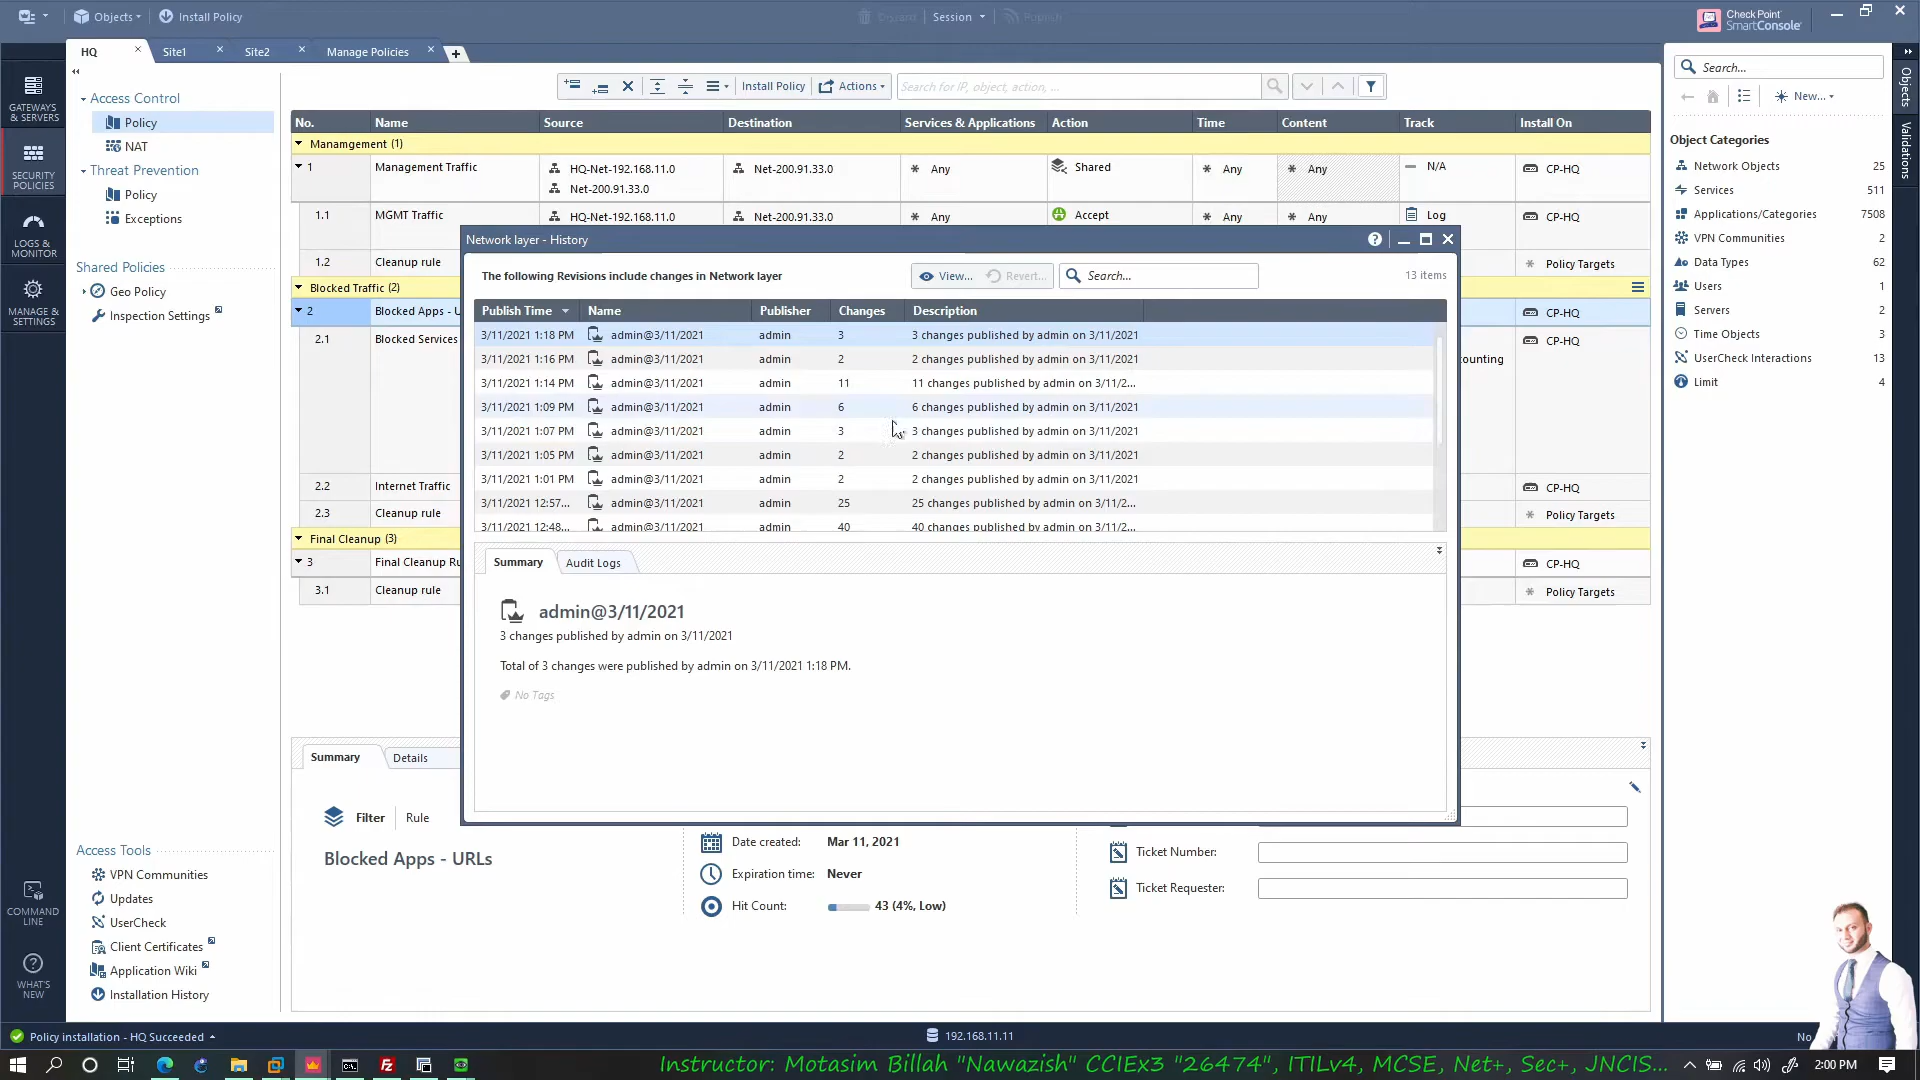 Objects
Install Policy
Discard
Session
Publish
Check Point
SmartConsole
HQ
Site1
Site2
Manage Policies
GATEWAYS
& SERVERS
SECURITY
POLICIES
LOGS &
MONITOR
MANAGE &
SETTINGS
COMMAND
LINE
WHAT'S
NEW
Access Control
Policy
NAT
Threat Prevention
Policy
Exceptions
Shared Policies
Geo Policy
Inspection Settings
Access Tools
VPN Communities
Updates
UserCheck
Client Certificates
Application Wiki
Installation History
Install Policy
Actions
Search for IP, object, action, ...
No. Name Source Destination Services & Applications Action Time Content Track Install On
Manamgement (1)
1 Management Traffic HQ-Net-192.168.11.0 Net-200.91.33.0 * Any Shared * Any * Any — N/A CP-HQ
Net-200.91.33.0
1.1 MGMT Traffic HQ-Net-192.168.11.0 Net-200.91.33.0 * Any Accept * Any * Any Log CP-HQ
1.2 Cleanup rule * Policy Targets
Blocked Traffic (2)
2 Blocked Apps - U CP-HQ
2.1 Blocked Services CP-HQ
counting
2.2 Internet Traffic CP-HQ
2.3 Cleanup rule * Policy Targets
Final Cleanup (3)
3 Final Cleanup Ru CP-HQ
3.1 Cleanup rule * Policy Targets
Network layer - History
The following Revisions include changes in Network layer
View...
Revert...
Search...
13 items
Publish Time Name Publisher Changes Description
3/11/2021 1:18 PM admin@3/11/2021 admin 3 3 changes published by admin on 3/11/2021
3/11/2021 1:16 PM admin@3/11/2021 admin 2 2 changes published by admin on 3/11/2021
3/11/2021 1:14 PM admin@3/11/2021 admin 11 11 changes published by admin on 3/11/2...
3/11/2021 1:09 PM admin@3/11/2021 admin 6 6 changes published by admin on 3/11/2021
3/11/2021 1:07 PM admin@3/11/2021 admin 3 3 changes published by admin on 3/11/2021
3/11/2021 1:05 PM admin@3/11/2021 admin 2 2 changes published by admin on 3/11/2021
3/11/2021 1:01 PM admin@3/11/2021 admin 2 2 changes published by admin on 3/11/2021
3/11/2021 12:57... admin@3/11/2021 admin 25 25 changes published by admin on 3/11/2...
3/11/2021 12:48... admin@3/11/2021 admin 40 40 changes published by admin on 3/11/2...
Summary
Audit Logs
admin@3/11/2021
3 changes published by admin on 3/11/2021
Total of 3 changes were published by admin on 3/11/2021 1:18 PM.
No Tags
Summary
Details
Filter
Rule
Blocked Apps - URLs
Date created: Mar 11, 2021
Expiration time: Never
Hit Count: 43 (4%, Low)
Ticket Number:
Ticket Requester:
Search...
New...
Object Categories
Network Objects 25
Services 511
Applications/Categories 7508
VPN Communities 2
Data Types 62
Users 1
Servers 2
Time Objects 3
UserCheck Interactions 13
Limit 4
Objects
Validations
Policy installation - HQ Succeeded
192.168.11.11
No
Instructor: Motasim Billah "Nawazish" CCIEx3 "26474", ITILv4, MCSE, Net+, Sec+, JNCIS...
2:00 PM